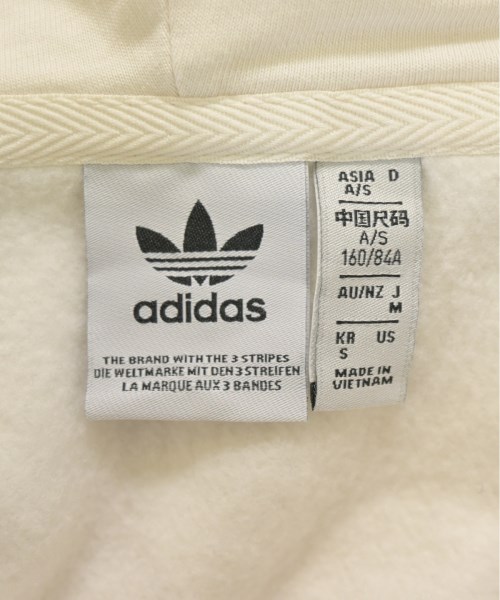 adidas
THE BRAND WITH THE 3 STRIPES
DIE WELTMARKE MIT DEN 3 STREIFEN
LA MARQUE AUX 3 BANDES
ASIA D
A/S
中国尺码
A/S
160/84A
AU/NZ J
M
KR US
S
MADE IN
VIETNAM